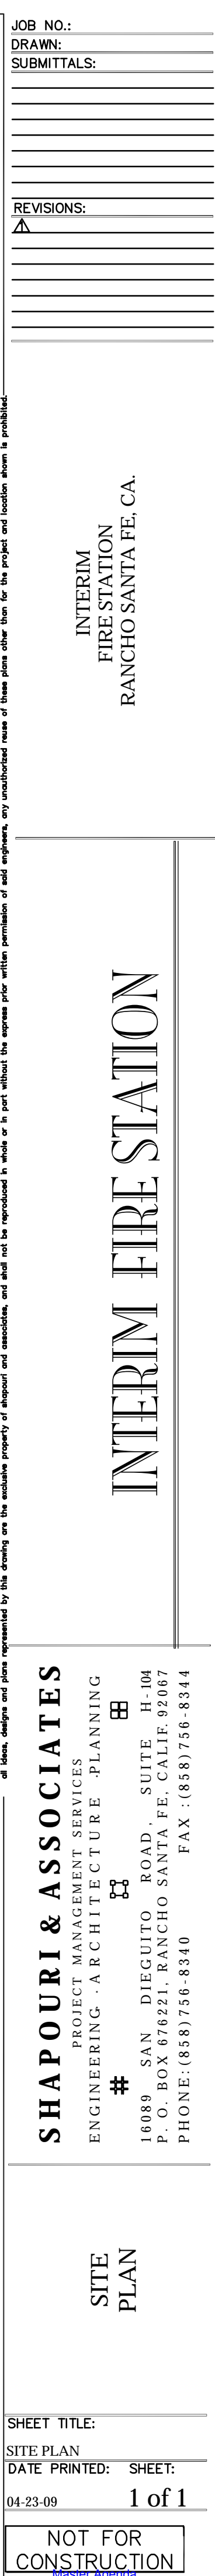 JOB NO.:
DRAWN:
SUBMITTALS:
REVISIONS:
1
all ideas, designs and plans represented by this drawing are the exclusive property of shapouri and associates, and shall not be reproduced in whole or in part without the express prior written permission of said engineers, any unauthorized reuse of these plans other than for the project and location shown is prohibited.
INTERIM
FIRE STATION
RANCHO SANTA FE, CA.
INTERIM FIRE STATION
SHAPOURI & ASSOCIATES
PROJECT MANAGEMENT SERVICES
ENGINEERING · ARCHITECTURE · PLANNING
16089 SAN DIEGUITO ROAD, SUITE H-104
P. O. BOX 676221, RANCHO SANTA FE, CALIF. 92067
PHONE:(858)756-8340 FAX :(858)756-8344
SITE
PLAN
SHEET TITLE:
SITE PLAN
DATE PRINTED: SHEET:
04-23-09 1 of 1
NOT FOR
CONSTRUCTION
Master Agenda